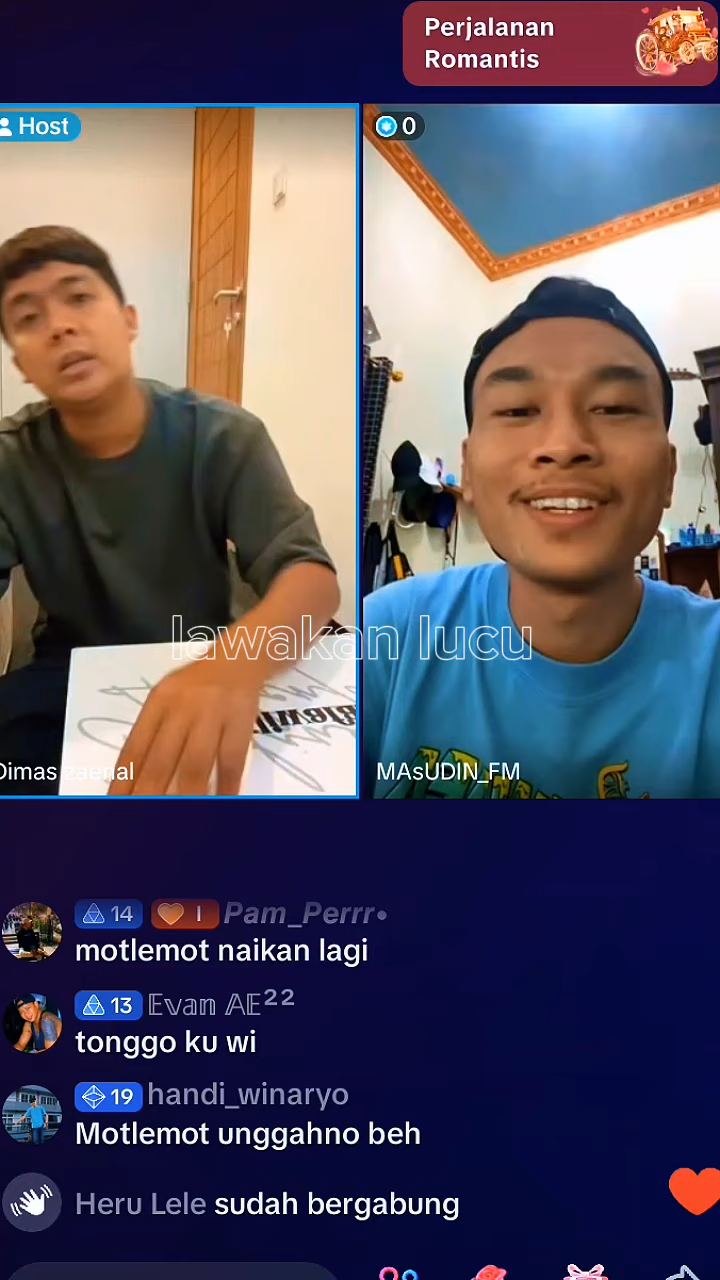 Perjalanan
Romantis
Host
0
lawakan lucu
Dimas zaenal
MAsUDIN_FM
14 I Pam_Perrr•
motlemot naikan lagi
13 𝔼𝕧𝕒𝕟 𝔸𝔼²²
tonggo ku wi
19 handi_winaryo
Motlemot unggahno beh
Heru Lele sudah bergabung